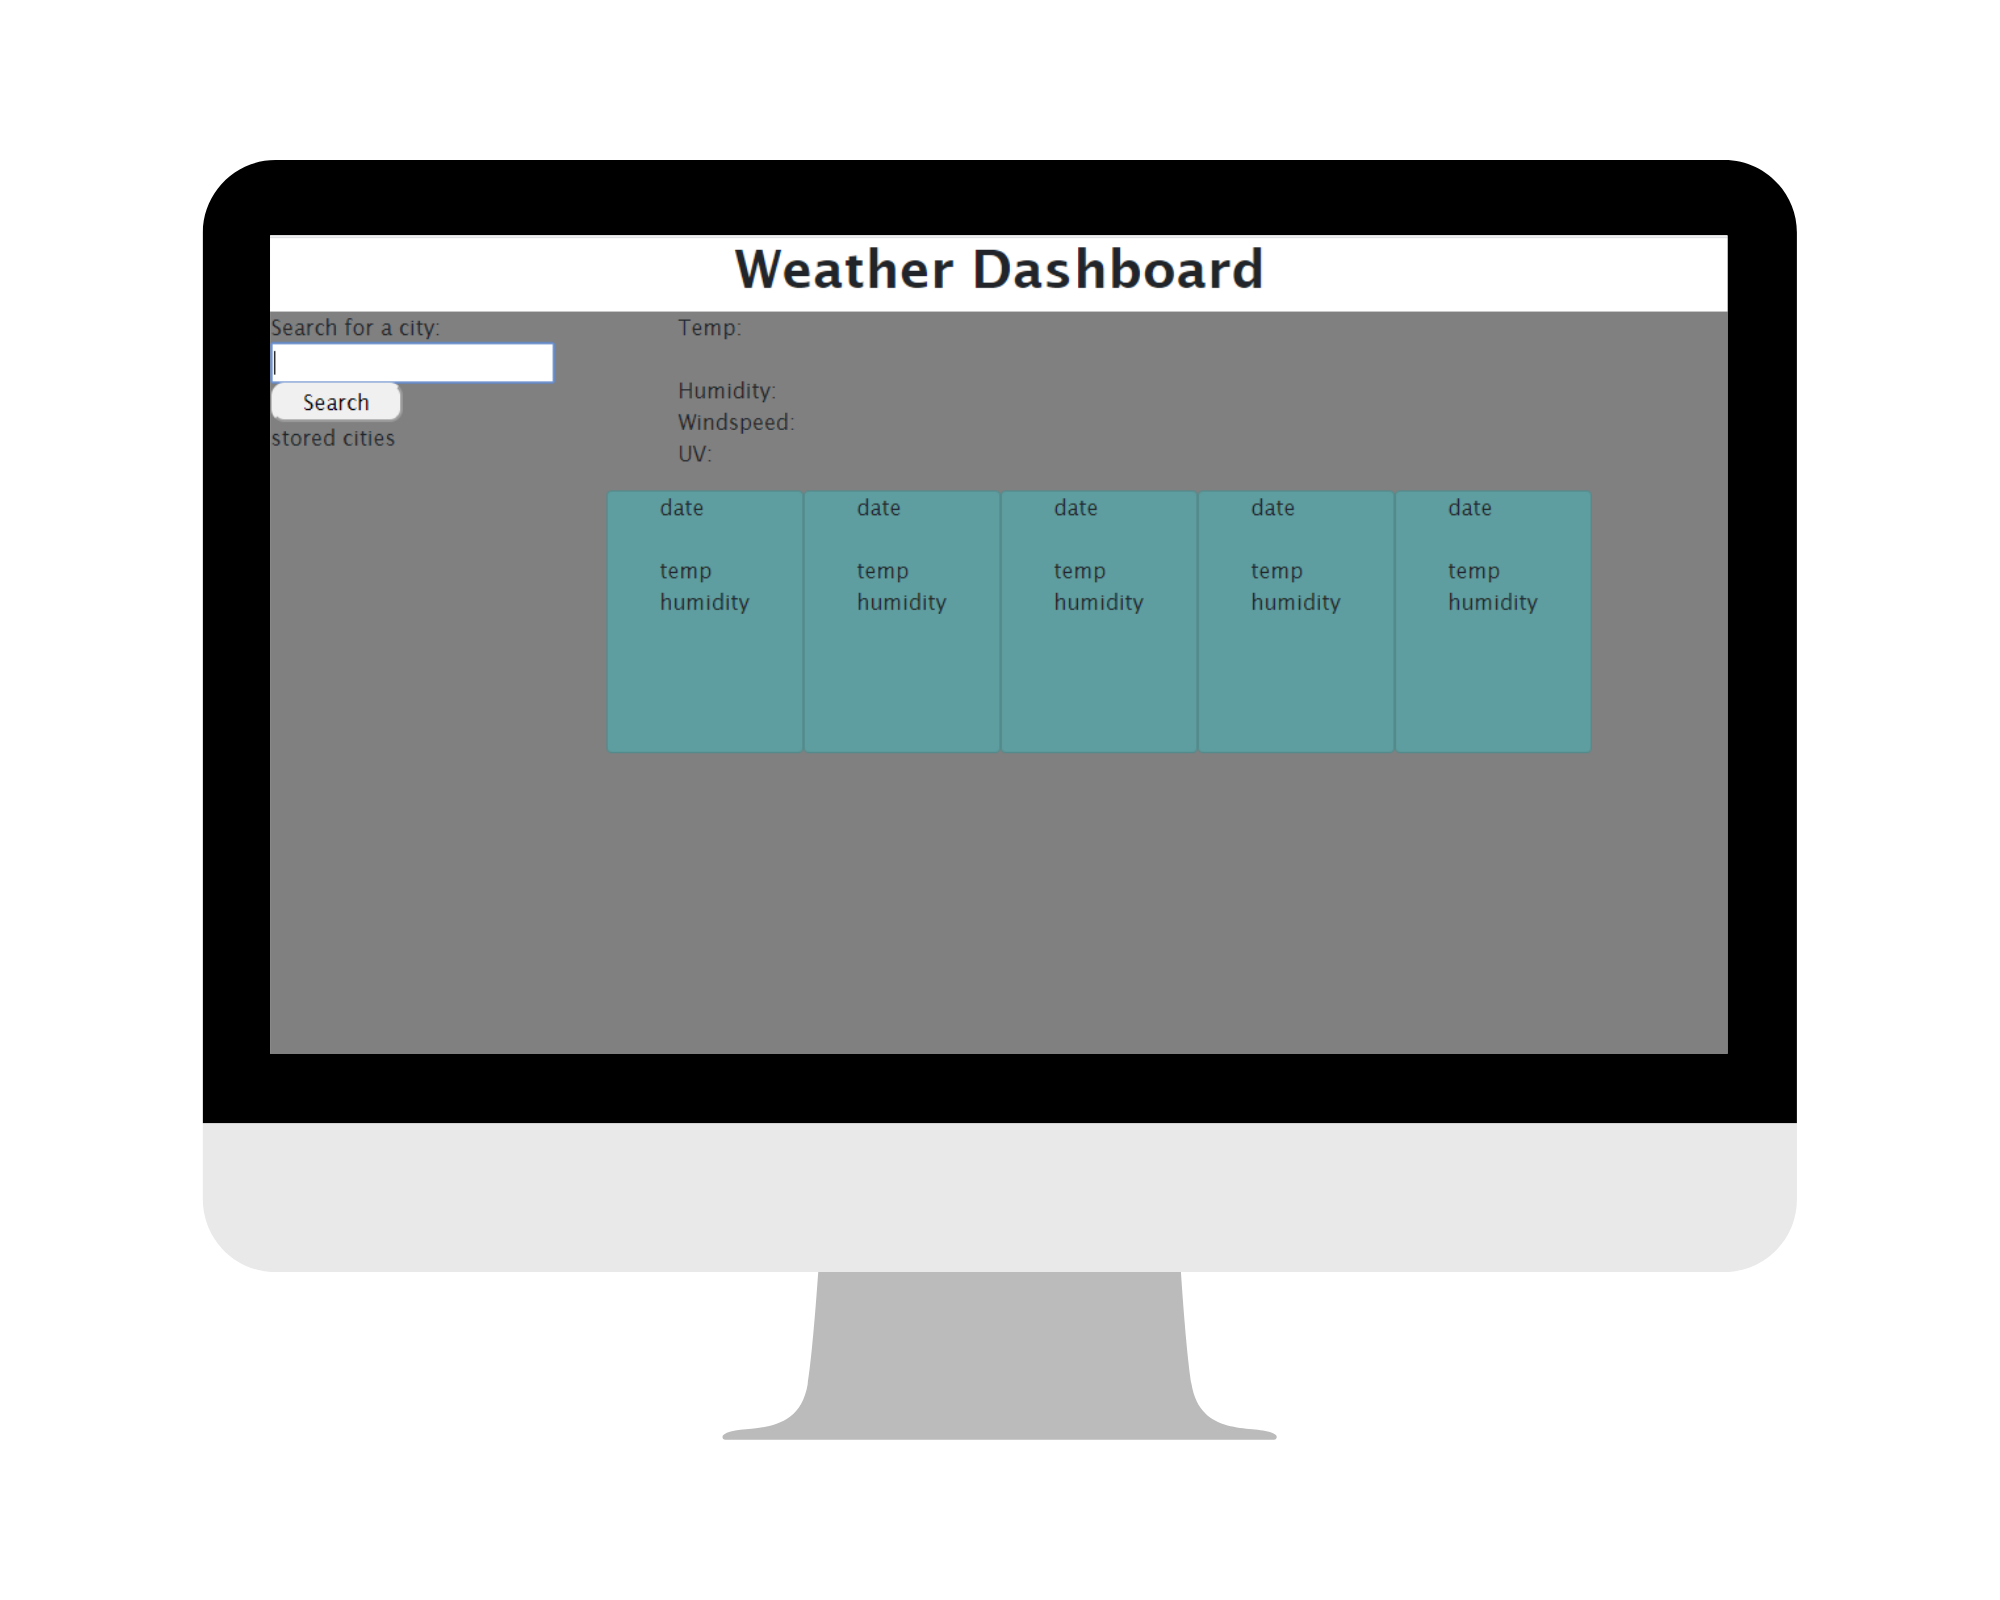 Weather Dashboard
Search for a city:
Search
stored cities
Temp:
Humidity:
Windspeed:
UV:
date
temp
humidity
date
temp
humidity
date
temp
humidity
date
temp
humidity
date
temp
humidity